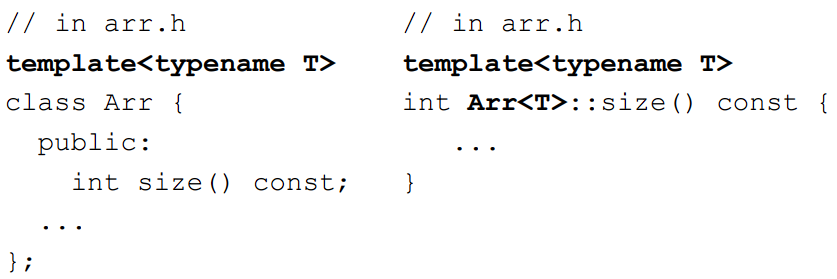 // in arr.h
template<typename T>
class Arr {
public:
int size() const;
...
};
// in arr.h
template<typename T>
int Arr<T>::size() const {
...
}